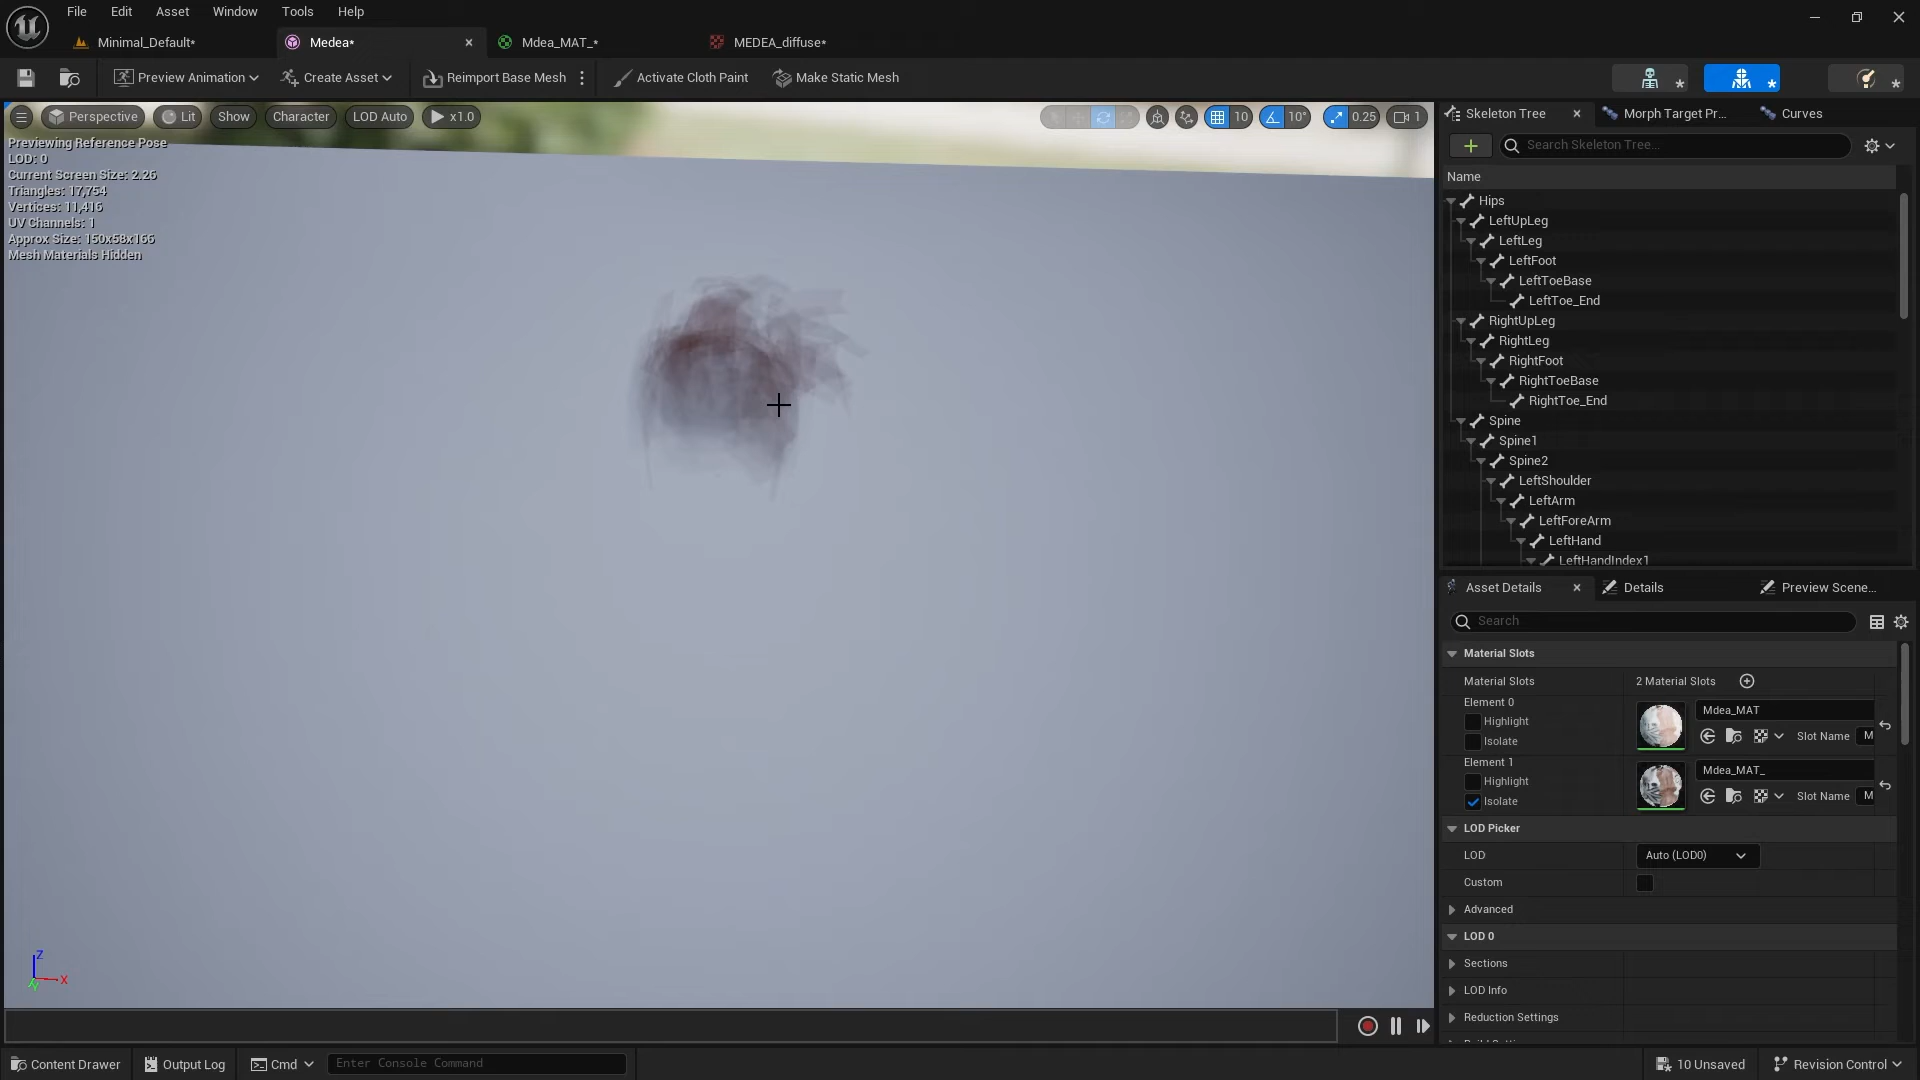 File Edit Asset Window Tools Help
Minimal_Default* Medea* Mdea_MAT_* MEDEA_diffuse*
Preview Animation Create Asset Reimport Base Mesh Activate Cloth Paint Make Static Mesh
Perspective Lit Show Character LOD Auto x1.0 10 10° 0.25 1
Previewing Reference Pose
LOD: 0
Current Screen Size: 2.26
Triangles: 17,754
Vertices: 11,416
UV Channels: 1
Approx Size: 150x58x166
Mesh Materials Hidden
Z
X
Y
Skeleton Tree Morph Target Pr... Curves
Search Skeleton Tree...
Name
Hips
LeftUpLeg
LeftLeg
LeftFoot
LeftToeBase
LeftToe_End
RightUpLeg
RightLeg
RightFoot
RightToeBase
RightToe_End
Spine
Spine1
Spine2
LeftShoulder
LeftArm
LeftForeArm
LeftHand
LeftHandIndex1
Asset Details Details Preview Scene...
Search
Material Slots
Material Slots 2 Material Slots
Element 0
Highlight
Isolate
Mdea_MAT
Slot Name M
Element 1
Highlight
Isolate
Mdea_MAT_
Slot Name M
LOD Picker
LOD Auto (LOD0)
Custom
Advanced
LOD 0
Sections
LOD Info
Reduction Settings
Content Drawer Output Log Cmd Enter Console Command 10 Unsaved Revision Control